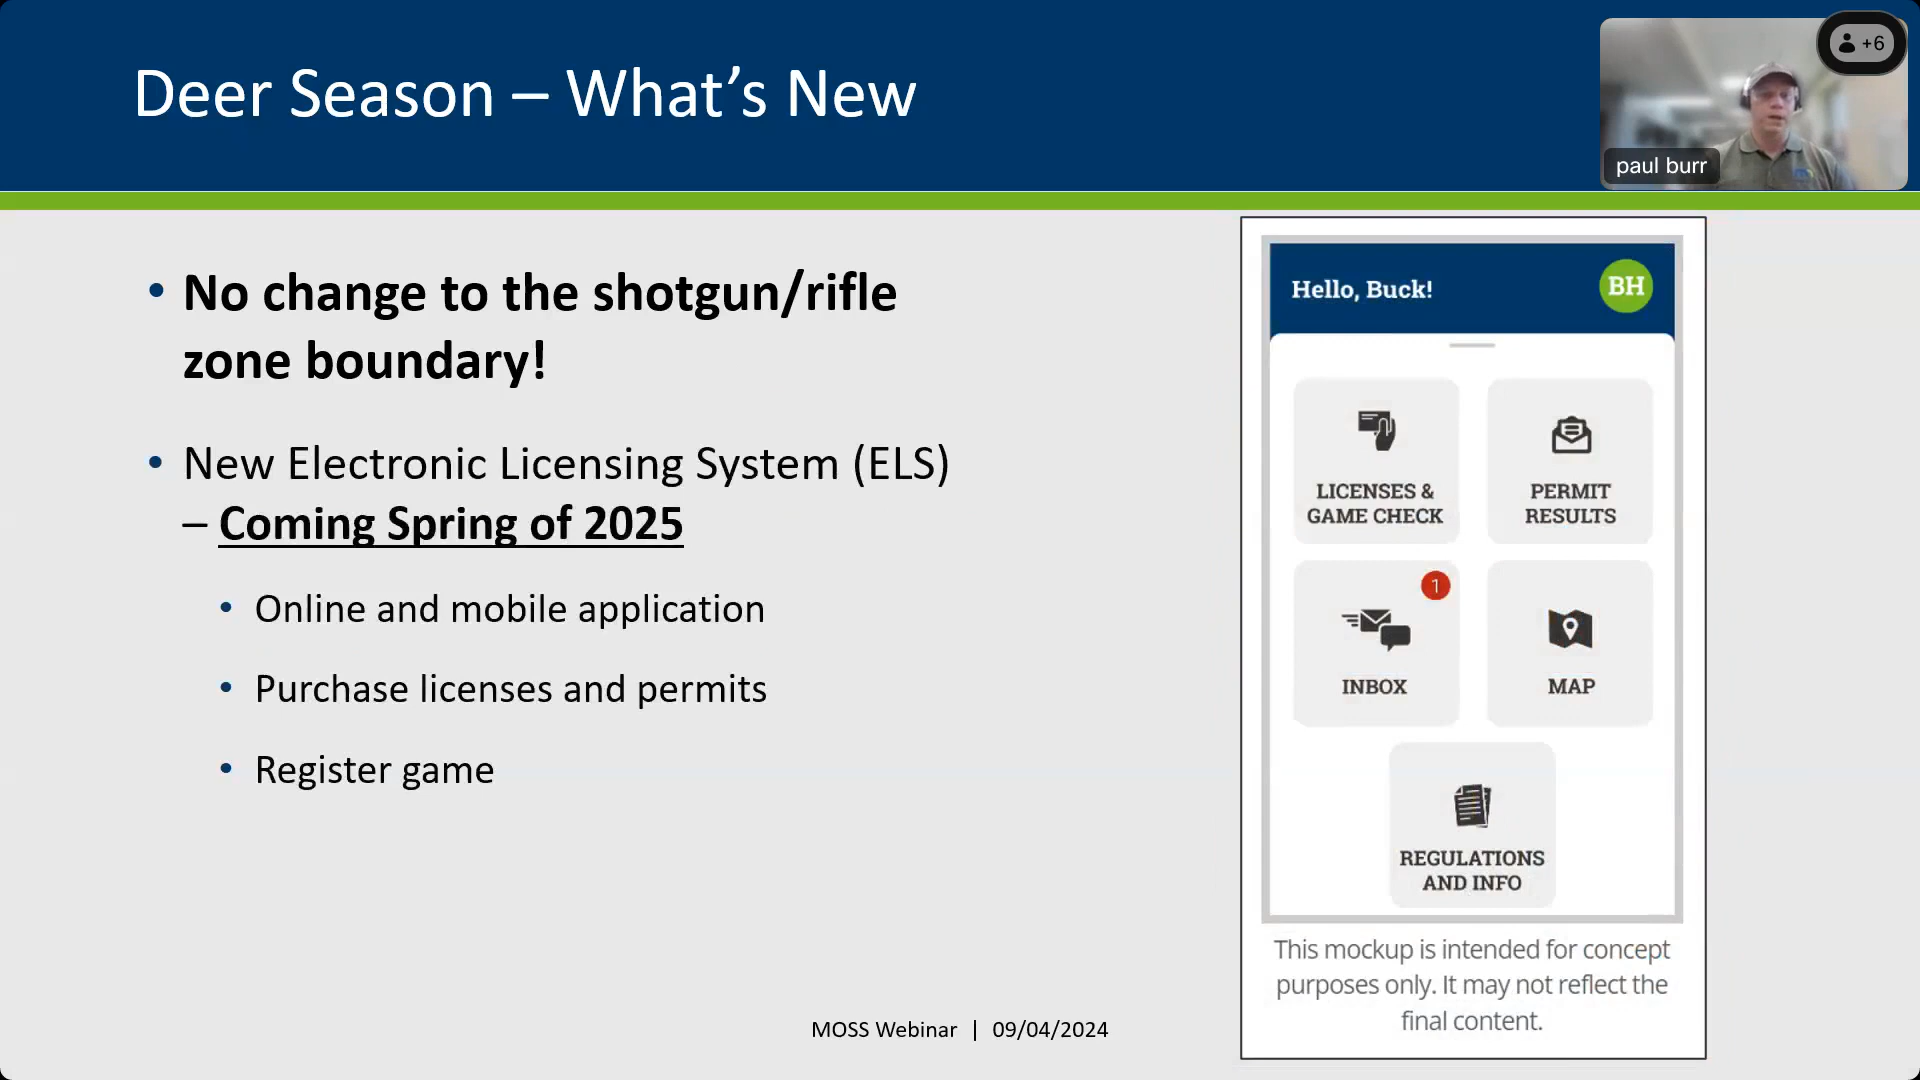 Deer Season – What's New
+6
paul burr
• No change to the shotgun/rifle
zone boundary!
• New Electronic Licensing System (ELS)
– Coming Spring of 2025
• Online and mobile application
• Purchase licenses and permits
• Register game
Hello, Buck!
BH
LICENSES &
GAME CHECK
PERMIT
RESULTS
1
INBOX
MAP
REGULATIONS
AND INFO
This mockup is intended for concept
purposes only. It may not reflect the
final content.
MOSS Webinar | 09/04/2024